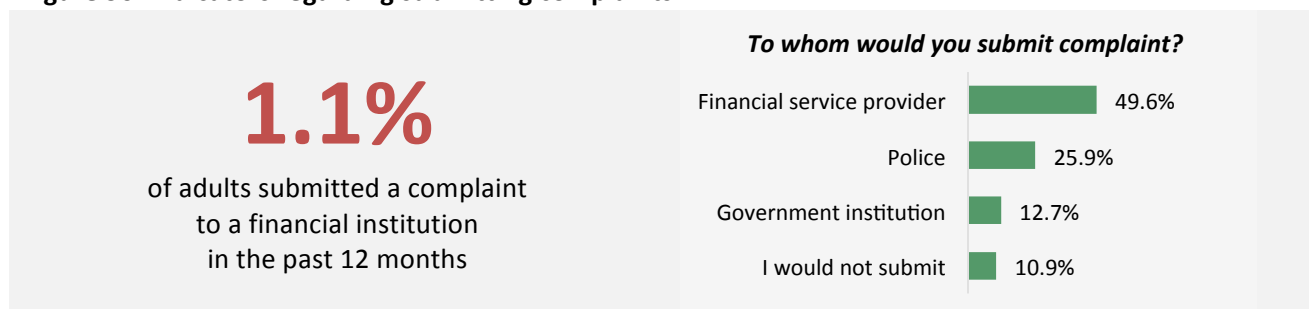 1.1%
of adults submitted a complaint
to a financial institution
in the past 12 months
To whom would you submit complaint?
Financial service provider 49.6%
Police 25.9%
Government institution 12.7%
I would not submit 10.9%